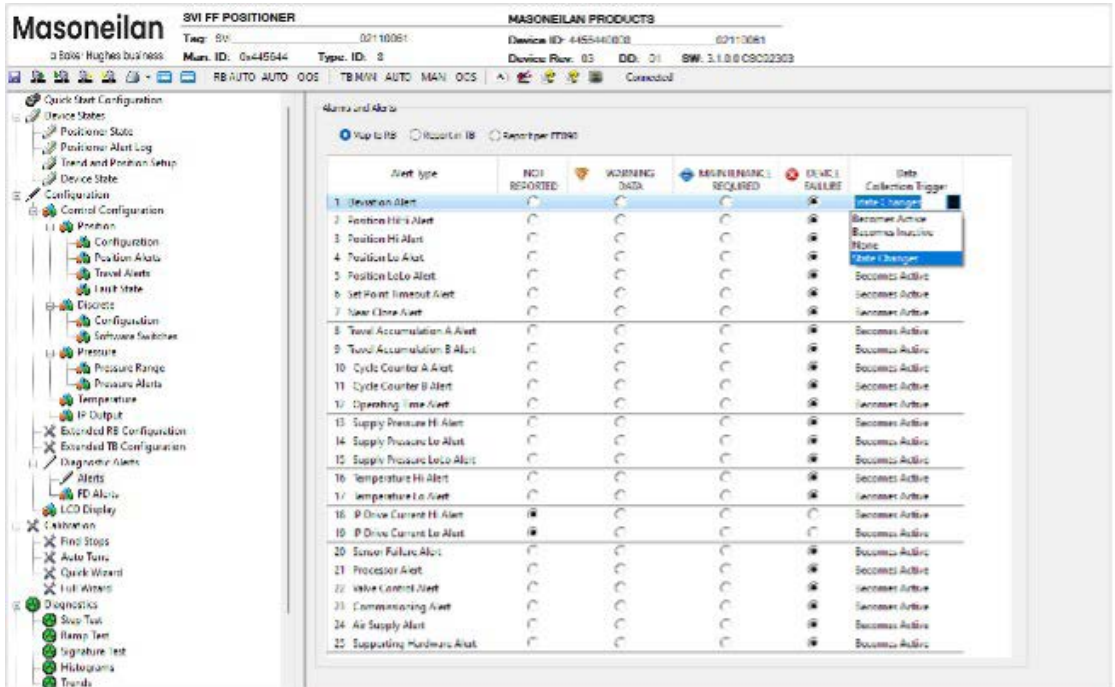 Masoneilan
a Baker Hughes business
SVI FF POSITIONER
MASONEILAN PRODUCTS
Tag: SVI 02110081
Device ID: 4455440008 02110081
Man. ID: 0x445644 Type. ID: 8
Device Rev: 03 DD: 01 SW: 3.1.0.0
RB AUTO AUTO OOS TB MAN AUTO MAN OOS Connected
Quick Start Configuration
Device States
Positioner State
Positioner Alert Log
Trend and Position Setup
Device State
Configuration
Control Configuration
Position
Configuration
Position Alerts
Travel Alerts
Fault State
Discrete
Configuration
Software Switches
Pressure
Pressure Range
Pressure Alerts
Temperature
IP Output
Extended RB Configuration
Extended TB Configuration
Diagnostic Alerts
Alerts
FD Alerts
LCD Display
Calibration
Find Stops
Auto Tune
Quick Wizard
Full Wizard
Diagnostics
Step Test
Ramp Test
Signature Test
Histograms
Trends
Alarms and Alerts
Map to RB Report in TB Report per FF890
Alert Type NOT REPORTED WARNING DATA MAINTENANCE REQUIRED DEVICE FAILURE Data Collection Trigger
1 Deviation Alert State Changes
2 Position HiHi Alert
3 Position Hi Alert
4 Position Lo Alert
Becomes Active
Becomes Inactive
None
State Changes
5 Position LoLo Alert Becomes Active
6 Set Point Timeout Alert Becomes Active
7 Near Close Alert Becomes Active
8 Travel Accumulation A Alert Becomes Active
9 Travel Accumulation B Alert Becomes Active
10 Cycle Counter A Alert Becomes Active
11 Cycle Counter B Alert Becomes Active
12 Operating Time Alert Becomes Active
13 Supply Pressure Hi Alert Becomes Active
14 Supply Pressure Lo Alert Becomes Active
15 Supply Pressure LoLo Alert Becomes Active
16 Temperature Hi Alert Becomes Active
17 Temperature Lo Alert Becomes Active
18 IP Drive Current Hi Alert Becomes Active
19 IP Drive Current Lo Alert Becomes Active
20 Sensor Failure Alert Becomes Active
21 Processor Alert Becomes Active
22 Valve Control Alert Becomes Active
23 Commissioning Alert Becomes Active
24 Air Supply Alert Becomes Active
25 Supporting Hardware Alert Becomes Active